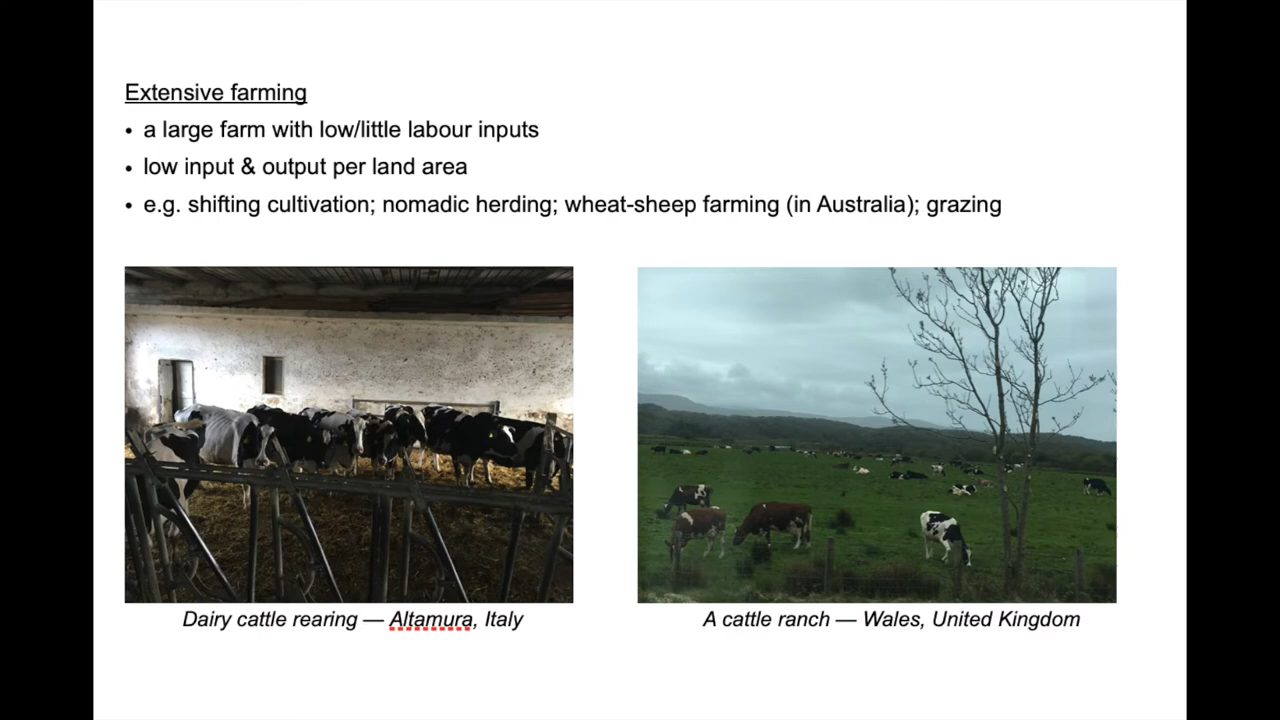 Extensive farming
• a large farm with low/little labour inputs
• low input & output per land area
• e.g. shifting cultivation; nomadic herding; wheat-sheep farming (in Australia); grazing
Dairy cattle rearing — Altamura, Italy
A cattle ranch — Wales, United Kingdom